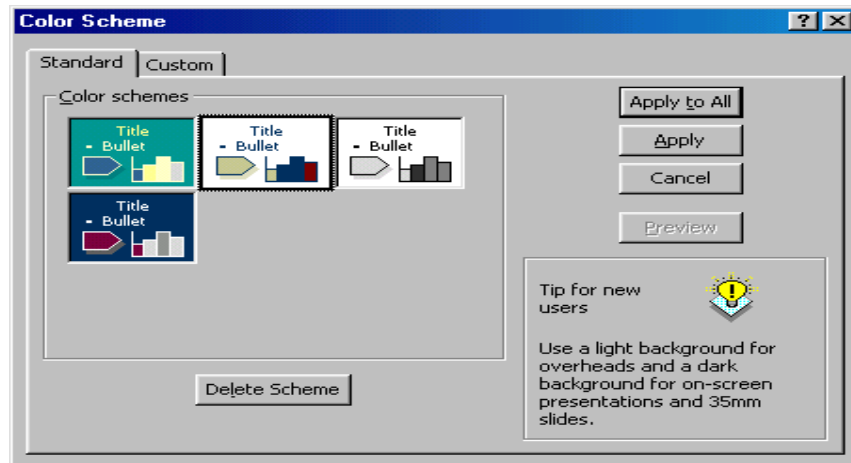 Color Scheme
Standard
Custom
Color schemes
Title
- Bullet
Title
- Bullet
Title
- Bullet
Title
- Bullet
Delete Scheme
Apply to All
Apply
Cancel
Preview
Tip for new
users
Use a light background for
overheads and a dark
background for on-screen
presentations and 35mm
slides.